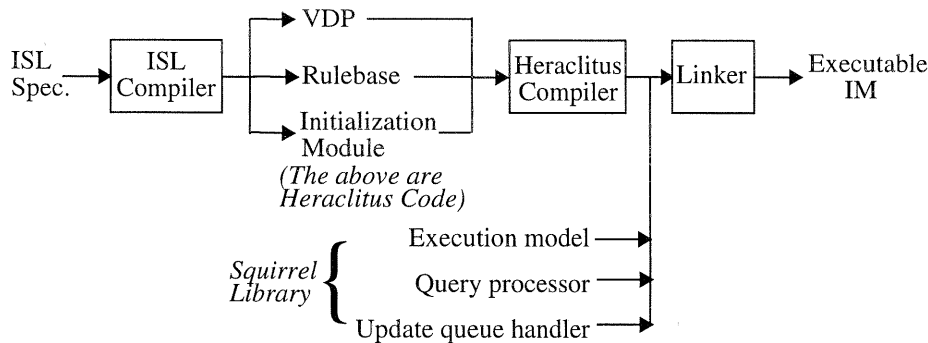 ISL
Spec.
ISL
Compiler
VDP
Rulebase
Initialization
Module
(The above are
Heraclitus Code)
Heraclitus
Compiler
Linker
Executable
IM
Squirrel
Library
Execution model
Query processor
Update queue handler